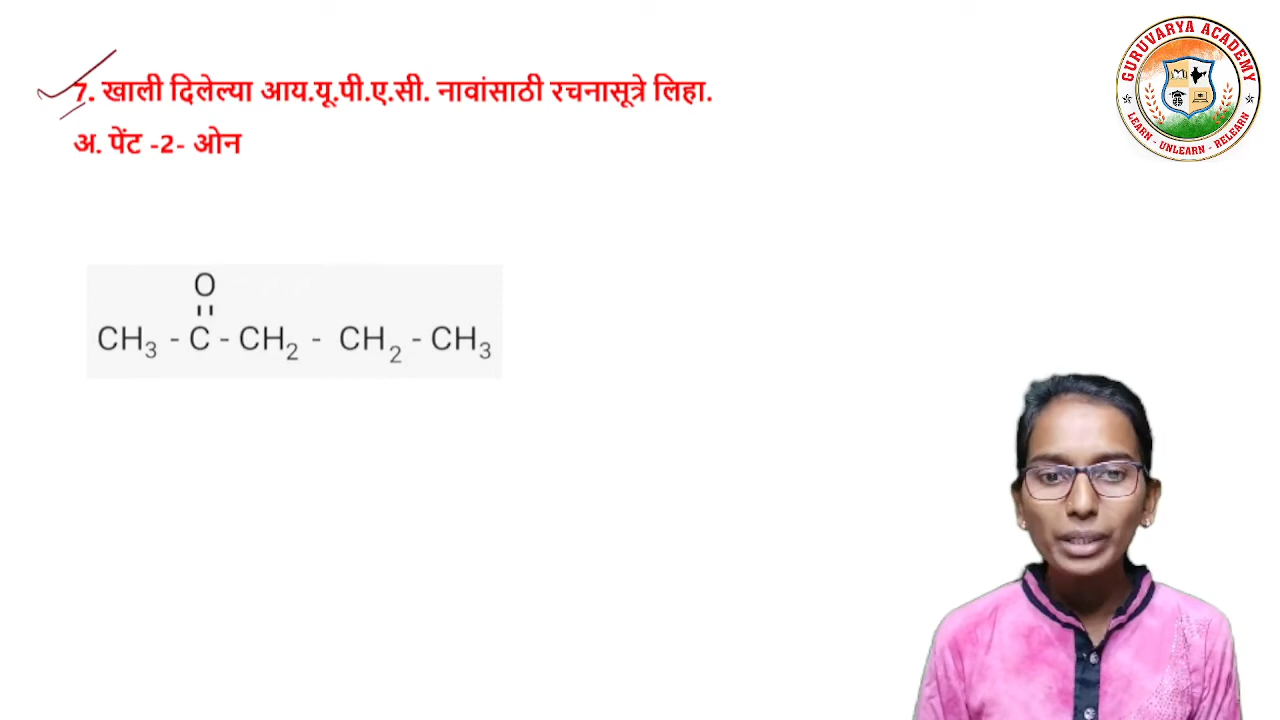 7. खाली दिलेल्या आय.यू.पी.ए.सी. नावांसाठी रचनासूत्रे लिहा.
अ. पेंट -2- ओन
O
CH₃ - C - CH₂ - CH₂ - CH₃
GURUVARYA ACADEMY
LEARN - UNLEARN - RELEARN